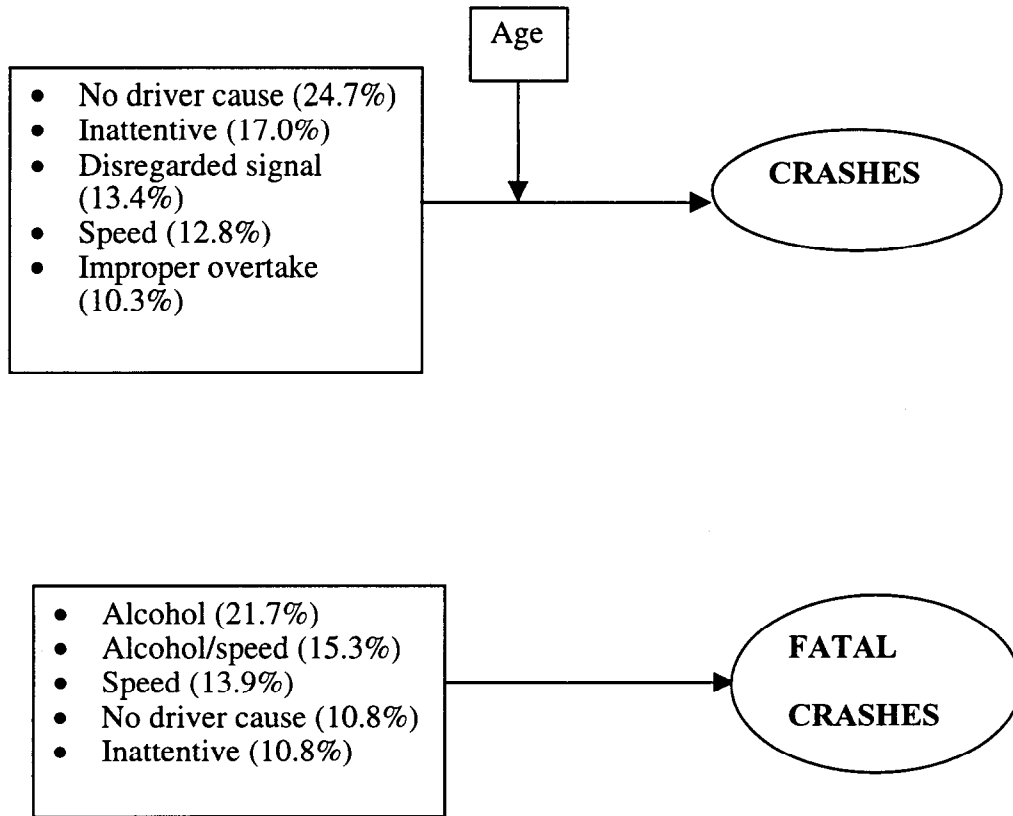 Age
• No driver cause (24.7%)
• Inattentive (17.0%)
• Disregarded signal
(13.4%)
• Speed (12.8%)
• Improper overtake
(10.3%)
CRASHES
• Alcohol (21.7%)
• Alcohol/speed (15.3%)
• Speed (13.9%)
• No driver cause (10.8%)
• Inattentive (10.8%)
FATAL
CRASHES